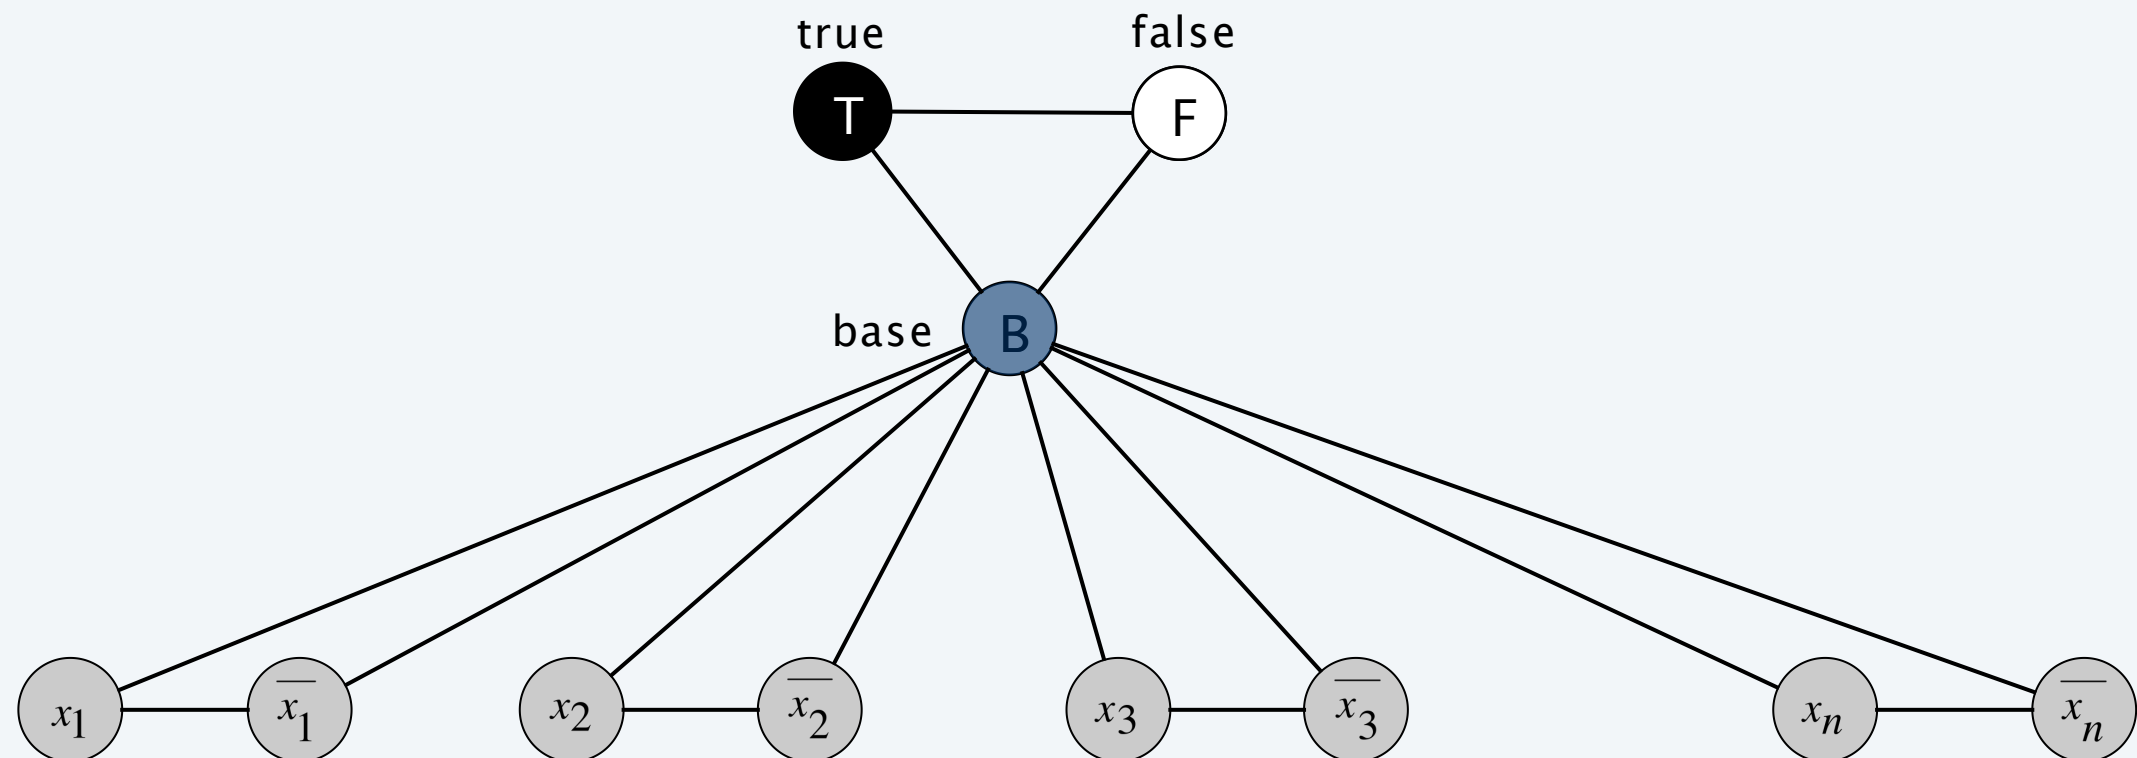 true false
T F
base B
x₁ x̅₁ x₂ x̅₂ x₃ x̅₃ xₙ x̅ₙ